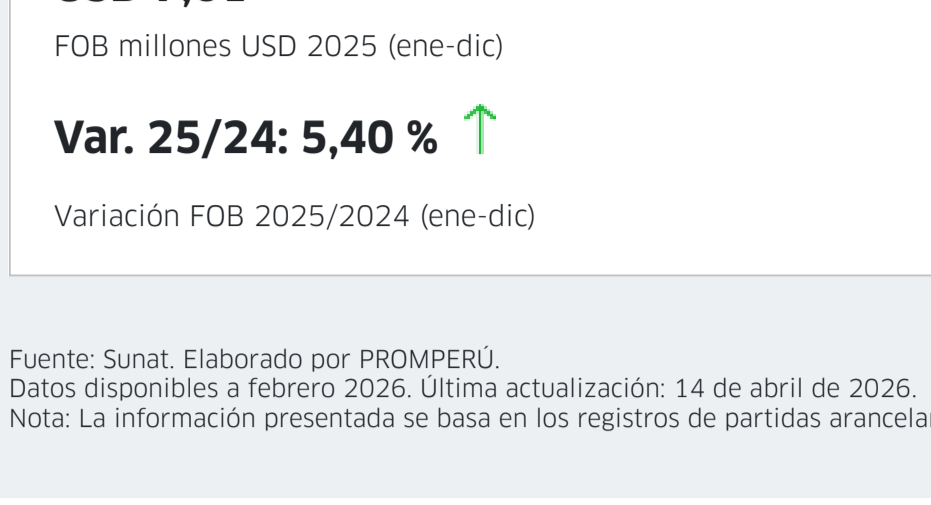 FOB millones USD 2025 (ene-dic)
Var. 25/24: 5,40 %
Variación FOB 2025/2024 (ene-dic)
Fuente: Sunat. Elaborado por PROMPERÚ.
Datos disponibles a febrero 2026. Última actualización: 14 de abril de 2026.
Nota: La información presentada se basa en los registros de partidas